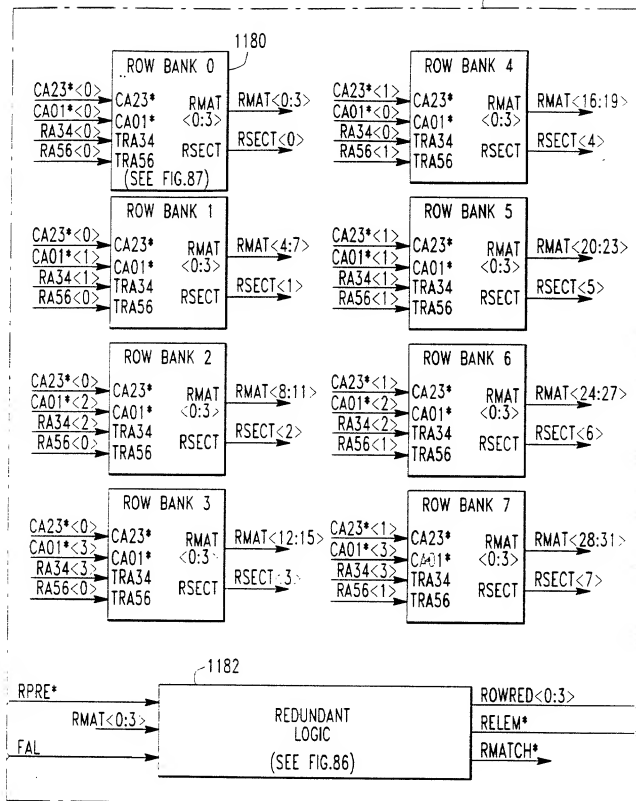 1180
ROW BANK 0
CA23*<0>
CA01*<0>
RA34<0>
RA56<0>
CA23*
CA01*
TRA34
TRA56
RMAT
<0:3>
RSECT
RMAT<0:3>
RSECT<0>
(SEE FIG.87)
ROW BANK 4
CA23*<1>
CA01*<0>
RA34<0>
RA56<1>
CA23*
CA01*
TRA34
TRA56
RMAT
<0:3>
RSECT
RMAT<16:19>
RSECT<4>
ROW BANK 1
CA23*<0>
CA01*<1>
RA34<1>
RA56<0>
CA23*
CA01*
TRA34
TRA56
RMAT
<0:3>
RSECT
RMAT<4:7>
RSECT<1>
ROW BANK 5
CA23*<1>
CA01*<1>
RA34<1>
RA56<1>
CA23*
CA01*
TRA34
TRA56
RMAT
<0:3>
RSECT
RMAT<20:23>
RSECT<5>
ROW BANK 2
CA23*<0>
CA01*<2>
RA34<2>
RA56<0>
CA23*
CA01*
TRA34
TRA56
RMAT
<0:3>
RSECT
RMAT<8:11>
RSECT<2>
ROW BANK 6
CA23*<1>
CA01*<2>
RA34<2>
RA56<1>
CA23*
CA01*
TRA34
TRA56
RMAT
<0:3>
RSECT
RMAT<24:27>
RSECT<6>
ROW BANK 3
CA23*<0>
CA01*<3>
RA34<3>
RA56<0>
CA23*
CA01*
TRA34
TRA56
RMAT
<0:3>
RSECT
RMAT<12:15>
RSECT<3>
ROW BANK 7
CA23*<1>
CA01*<3>
RA34<3>
RA56<1>
CA23*
CA01*
TRA34
TRA56
RMAT
<0:3>
RSECT
RMAT<28:31>
RSECT<7>
1182
RPRE*
RMAT<0:3>
FAL
REDUNDANT
LOGIC
(SEE FIG.86)
ROWRED<0:3>
RELEM*
RMATCH*